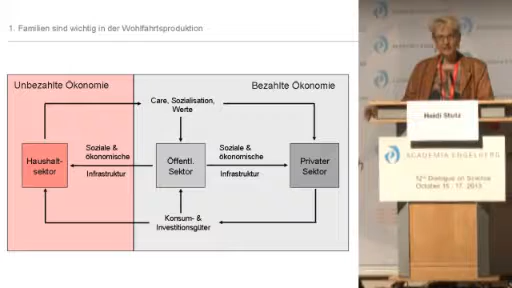 1. Familien sind wichtig in der Wohlfahrtsproduktion
Unbezahlte Ökonomie
Bezahlte Ökonomie
Care, Sozialisation,
Werte
Soziale &
ökonomische
Infrastruktur
Soziale &
ökonomische
Infrastruktur
Haushalt-
sektor
Öffentl.
Sektor
Privater
Sektor
Konsum- &
Investitionsgüter
Heidi Stutz
ACADEMIA ENGELBERG
12th Dialogue on Science
October 15 - 17, 2013